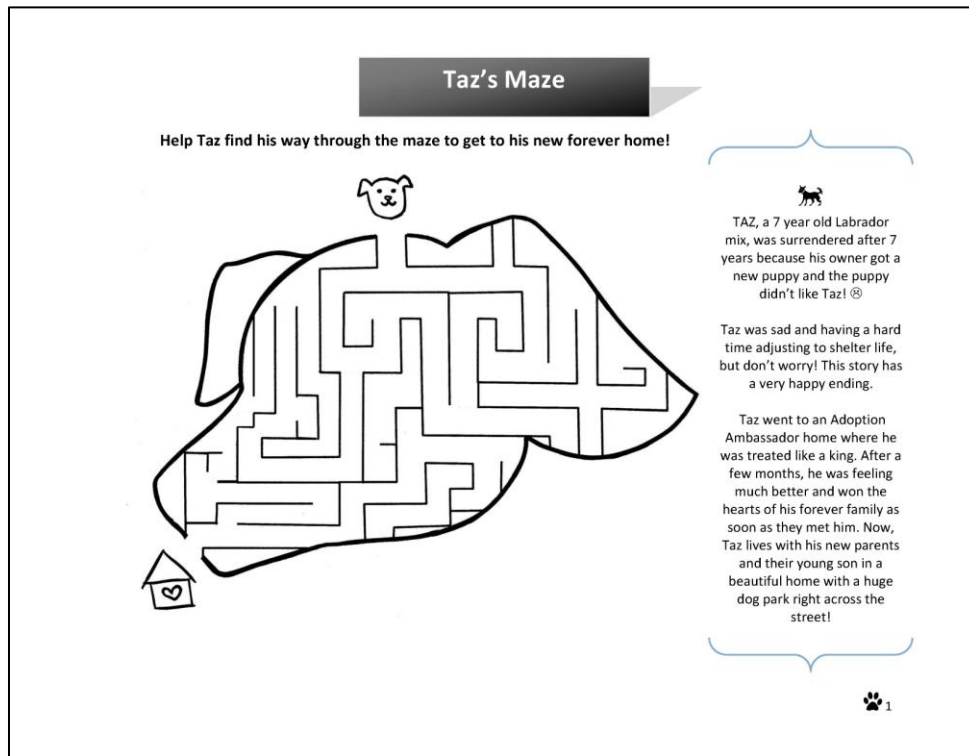 Taz’s Maze
Help Taz find his way through the maze to get to his new forever home!
TAZ, a 7 year old Labrador
mix, was surrendered after 7
years because his owner got a
new puppy and the puppy
didn’t like Taz! ☹
Taz was sad and having a hard
time adjusting to shelter life,
but don’t worry! This story has
a very happy ending.
Taz went to an Adoption
Ambassador home where he
was treated like a king. After a
few months, he was feeling
much better and won the
hearts of his forever family as
soon as they met him. Now,
Taz lives with his new parents
and their young son in a
beautiful home with a huge
dog park right across the
street!
1